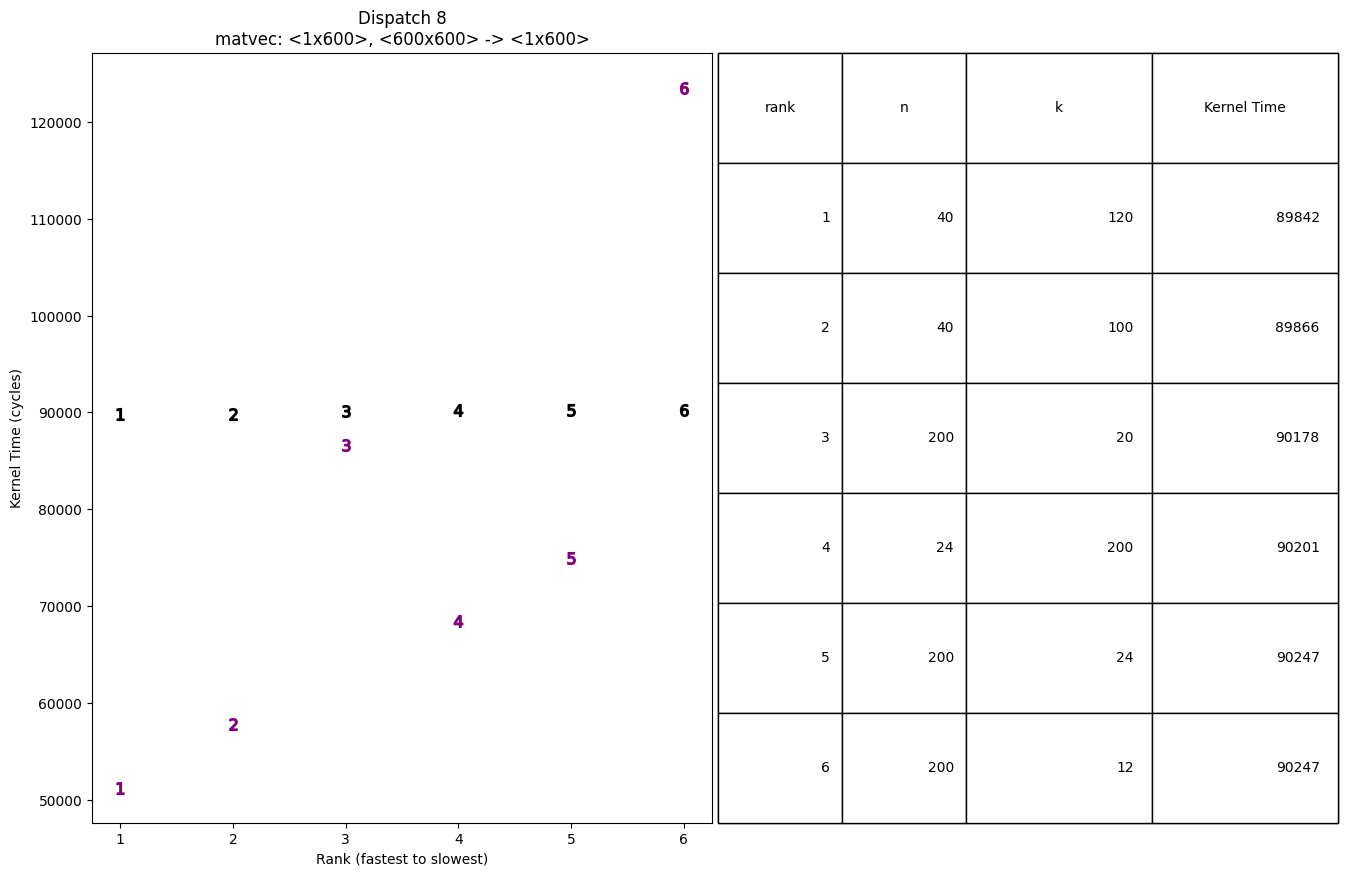 Dispatch 8
matvec: <1x600>, <600x600> -> <1x600>
Kernel Time (cycles)
120000
110000
100000
90000
80000
70000
60000
50000
6
1 2 3 4 5 6
3
5
4
2
1
1 2 3 4 5 6
Rank (fastest to slowest)
rank n k Kernel Time
1 40 120 89842
2 40 100 89866
3 200 20 90178
4 24 200 90201
5 200 24 90247
6 200 12 90247